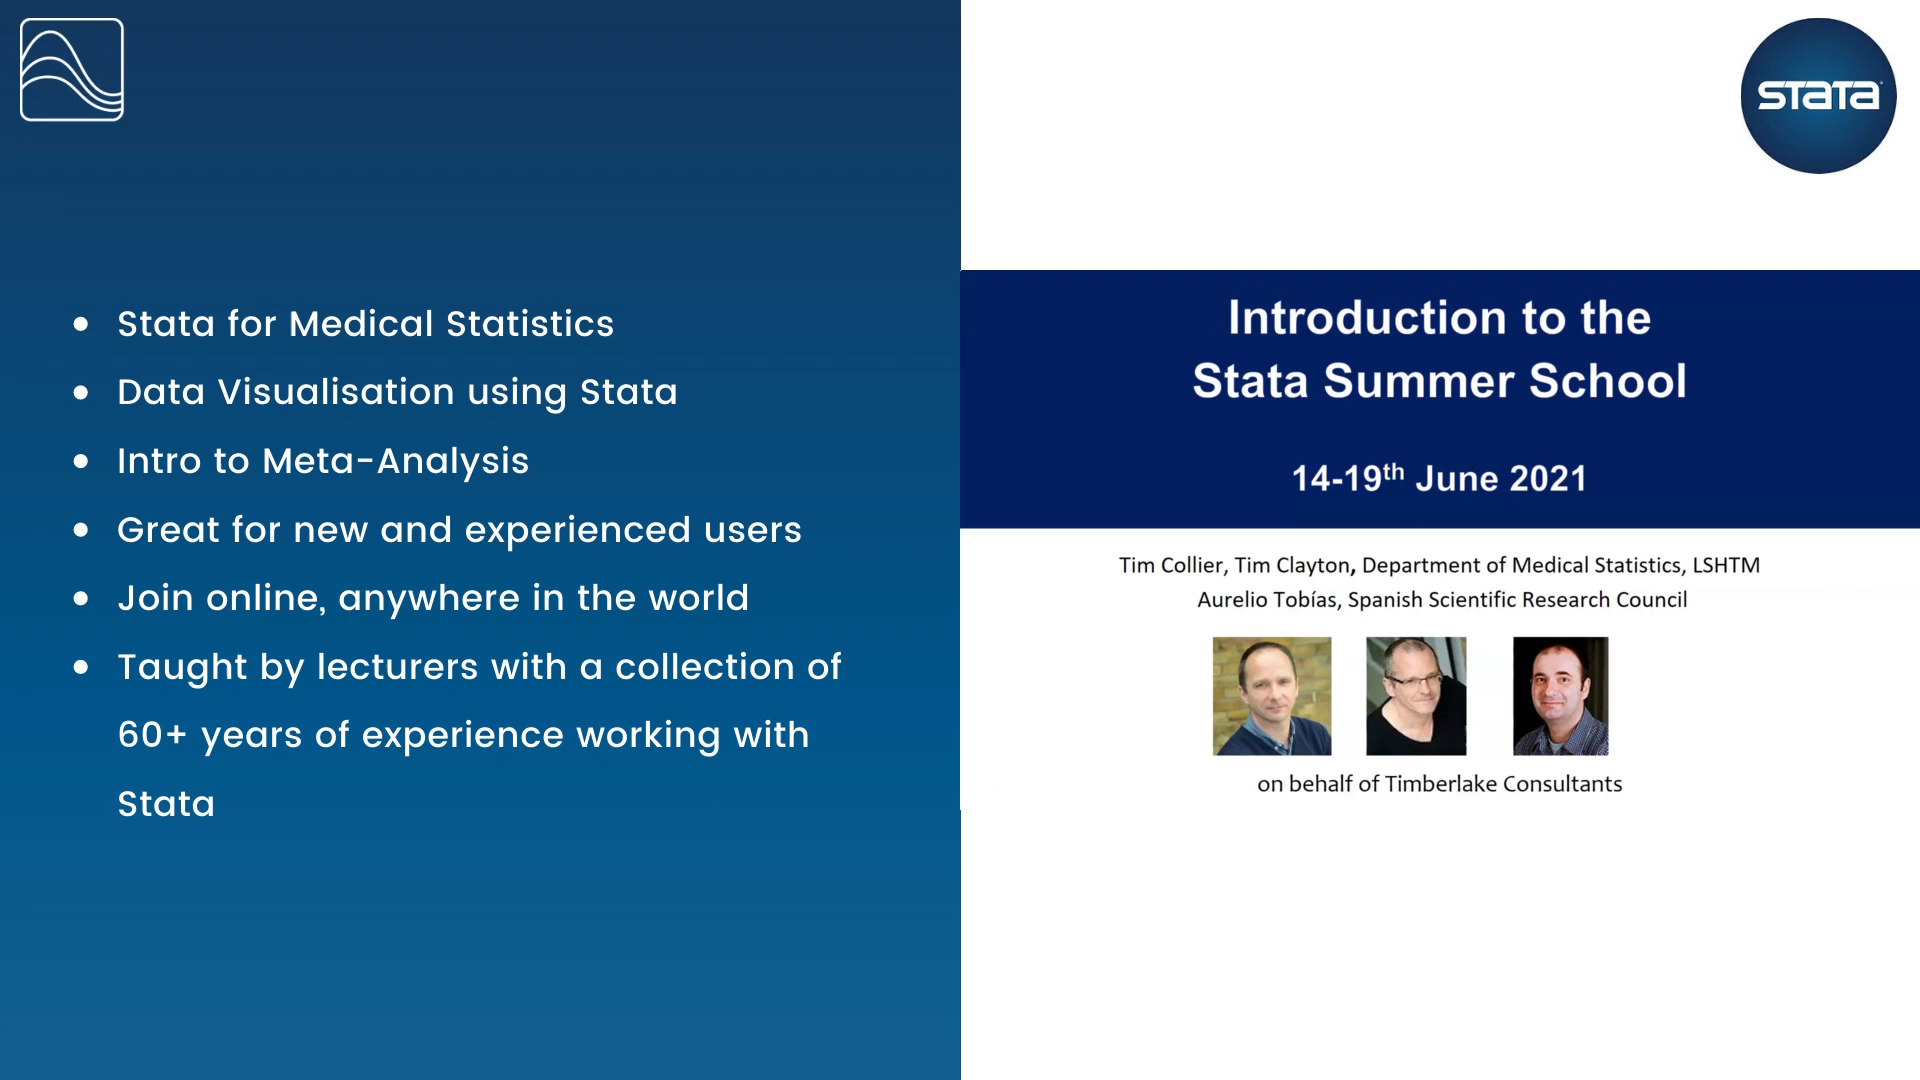 Stata for Medical Statistics
Data Visualisation using Stata
Intro to Meta-Analysis
Great for new and experienced users
Join online, anywhere in the world
Taught by lecturers with a collection of
60+ years of experience working with
Stata
stata
Introduction to the
Stata Summer School
14-19th June 2021
Tim Collier, Tim Clayton, Department of Medical Statistics, LSHTM
Aurelio Tobías, Spanish Scientific Research Council
on behalf of Timberlake Consultants